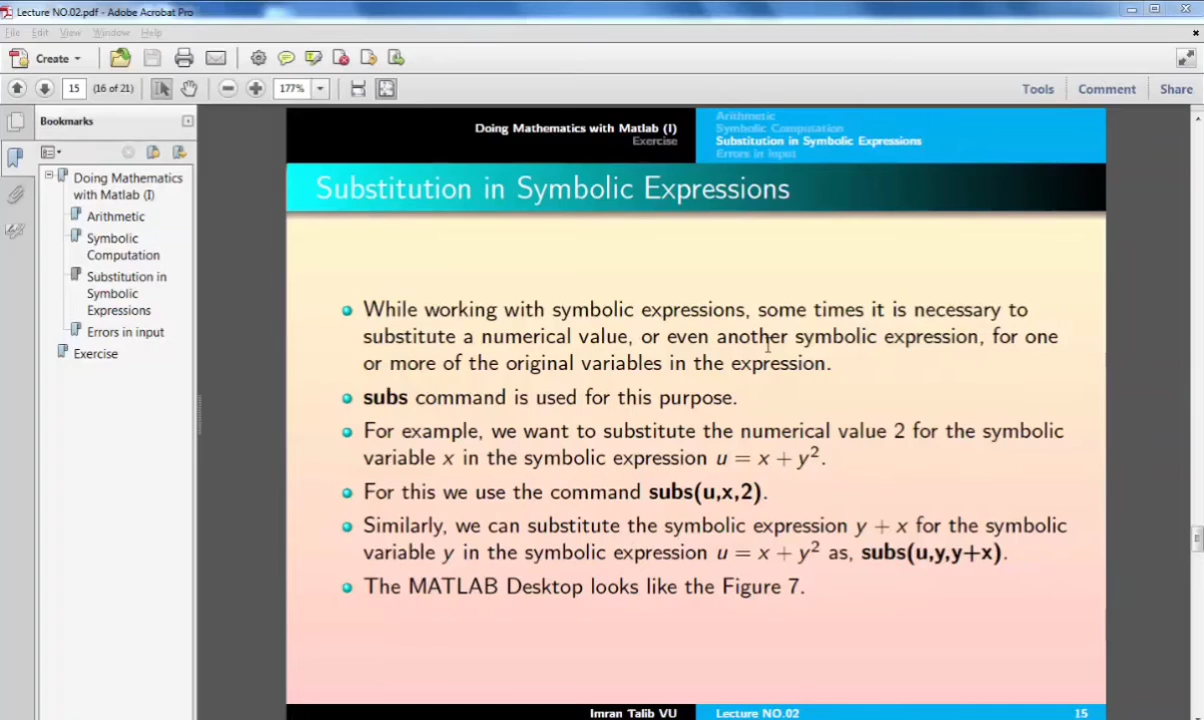 Lecture NO.02.pdf - Adobe Acrobat Pro
File Edit View Window Help
Create
15 (16 of 21) 177% Tools Comment Share
Bookmarks
Doing Mathematics
with Matlab (I)
Arithmetic
Symbolic
Computation
Substitution in
Symbolic
Expressions
Errors in input
Exercise
Doing Mathematics with Matlab (I)
Exercise
Arithmetic
Symbolic Computation
Substitution in Symbolic Expressions
Errors in Input
Substitution in Symbolic Expressions
While working with symbolic expressions, some times it is necessary to
substitute a numerical value, or even another symbolic expression, for one
or more of the original variables in the expression.
subs command is used for this purpose.
For example, we want to substitute the numerical value 2 for the symbolic
variable x in the symbolic expression u = x + y².
For this we use the command subs(u,x,2).
Similarly, we can substitute the symbolic expression y + x for the symbolic
variable y in the symbolic expression u = x + y² as, subs(u,y,y+x).
The MATLAB Desktop looks like the Figure 7.
Imran Talib VU Lecture NO.02 15